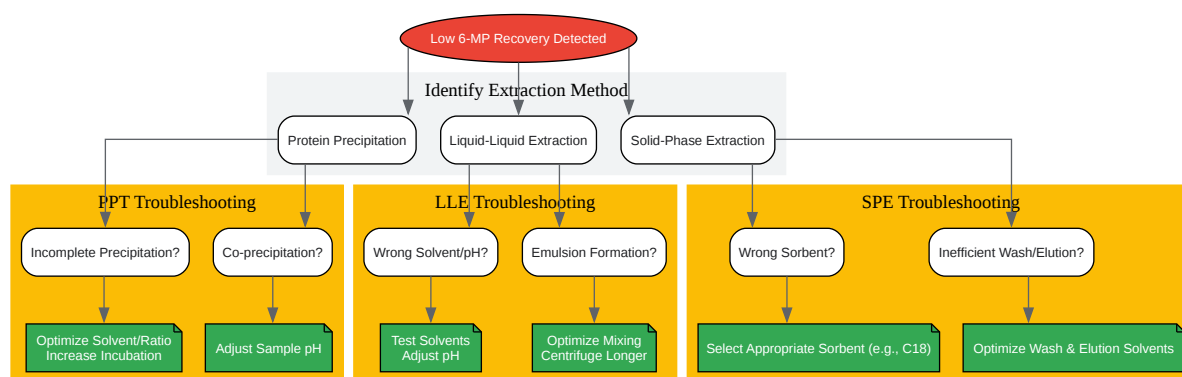 Low 6-MP Recovery Detected
Identify Extraction Method
Protein Precipitation
Liquid-Liquid Extraction
Solid-Phase Extraction
PPT Troubleshooting
LLE Troubleshooting
SPE Troubleshooting
Incomplete Precipitation?
Co-precipitation?
Wrong Solvent/pH?
Emulsion Formation?
Wrong Sorbent?
Inefficient Wash/Elution?
Optimize Solvent/Ratio
Increase Incubation
Adjust Sample pH
Test Solvents
Adjust pH
Optimize Mixing
Centrifuge Longer
Select Appropriate Sorbent (e.g., C18)
Optimize Wash & Elution Solvents